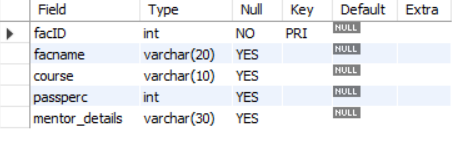 Field Type Null Key Default Extra
facID int NO PRI NULL
facname varchar(20) YES NULL
course varchar(10) YES NULL
passperc int YES NULL
mentor_details varchar(30) YES NULL